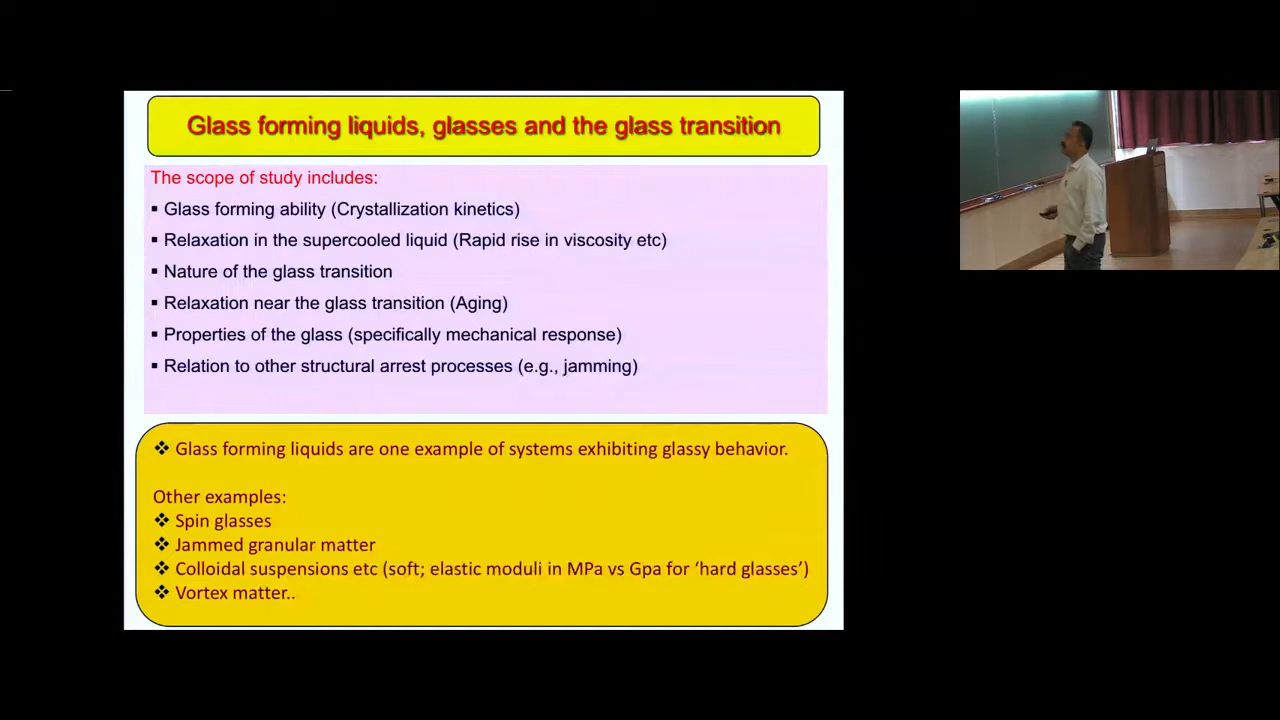 Glass forming liquids, glasses and the glass transition
The scope of study includes:
▪ Glass forming ability (Crystallization kinetics)
▪ Relaxation in the supercooled liquid (Rapid rise in viscosity etc)
▪ Nature of the glass transition
▪ Relaxation near the glass transition (Aging)
▪ Properties of the glass (specifically mechanical response)
▪ Relation to other structural arrest processes (e.g., jamming)
❖ Glass forming liquids are one example of systems exhibiting glassy behavior.
Other examples:
❖ Spin glasses
❖ Jammed granular matter
❖ Colloidal suspensions etc (soft; elastic moduli in MPa vs Gpa for ‘hard glasses’)
❖ Vortex matter..